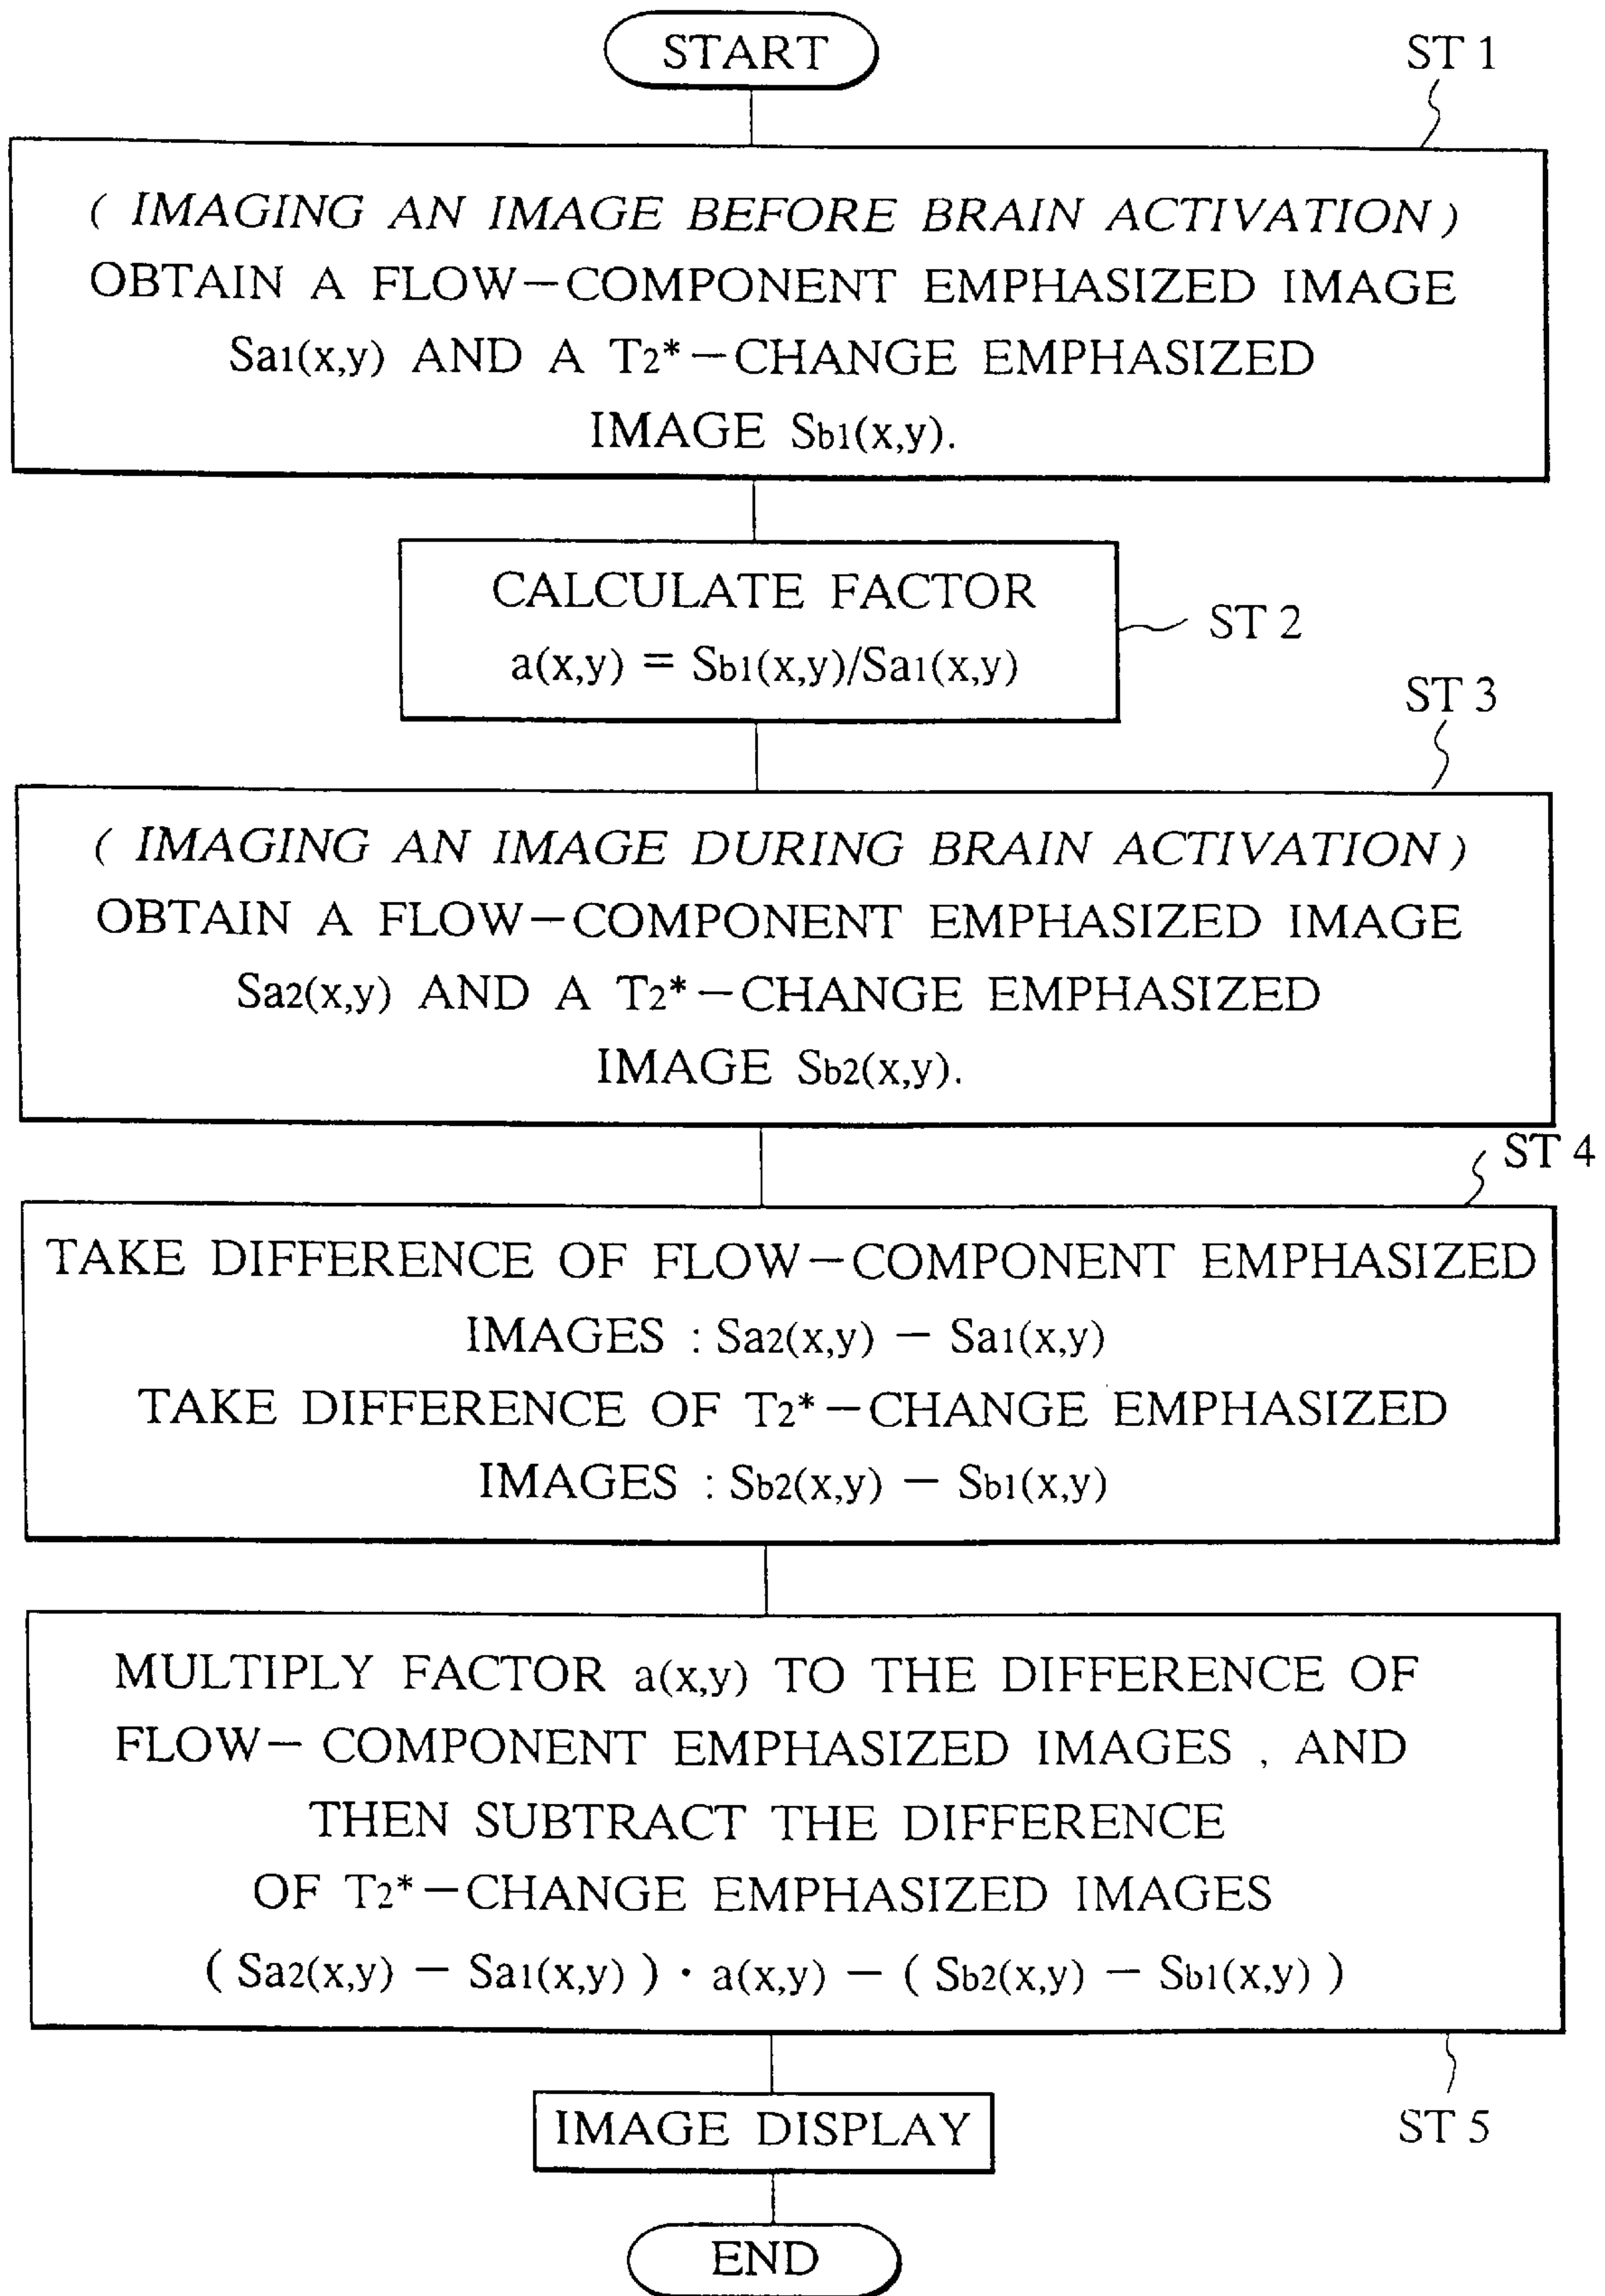 START
ST 1
( IMAGING AN IMAGE BEFORE BRAIN ACTIVATION )
OBTAIN A FLOW-COMPONENT EMPHASIZED IMAGE
Sa1(x,y) AND A T2*-CHANGE EMPHASIZED
IMAGE Sb1(x,y).
CALCULATE FACTOR
a(x,y) = Sb1(x,y)/Sa1(x,y)
ST 2
ST 3
( IMAGING AN IMAGE DURING BRAIN ACTIVATION )
OBTAIN A FLOW-COMPONENT EMPHASIZED IMAGE
Sa2(x,y) AND A T2*-CHANGE EMPHASIZED
IMAGE Sb2(x,y).
ST 4
TAKE DIFFERENCE OF FLOW-COMPONENT EMPHASIZED
IMAGES : Sa2(x,y) - Sa1(x,y)
TAKE DIFFERENCE OF T2*-CHANGE EMPHASIZED
IMAGES : Sb2(x,y) - Sb1(x,y)
MULTIPLY FACTOR a(x,y) TO THE DIFFERENCE OF
FLOW- COMPONENT EMPHASIZED IMAGES , AND
THEN SUBTRACT THE DIFFERENCE
OF T2*-CHANGE EMPHASIZED IMAGES
( Sa2(x,y) - Sa1(x,y) ) · a(x,y) - ( Sb2(x,y) - Sb1(x,y) )
ST 5
IMAGE DISPLAY
END